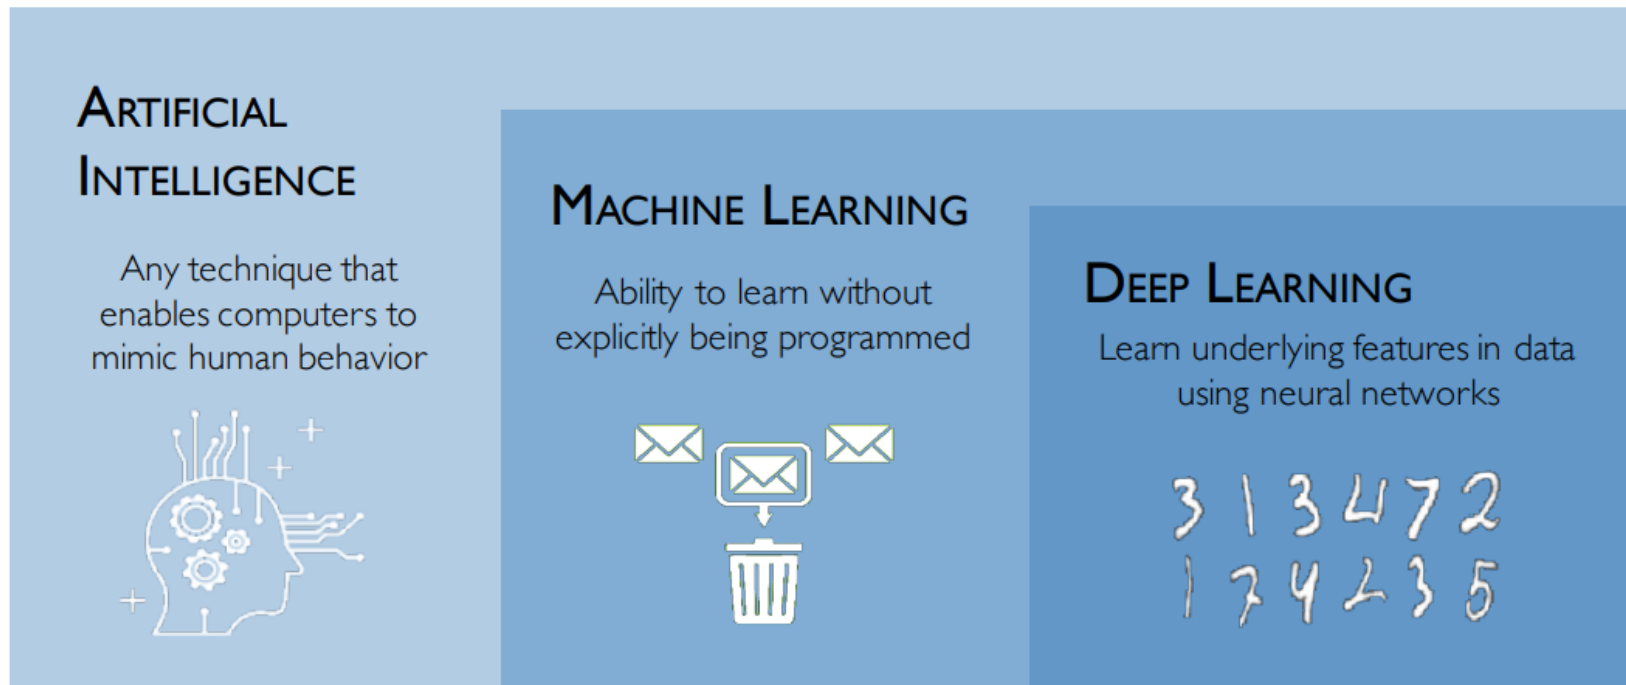 ARTIFICIAL
INTELLIGENCE
Any technique that
enables computers to
mimic human behavior
MACHINE LEARNING
Ability to learn without
explicitly being programmed
DEEP LEARNING
Learn underlying features in data
using neural networks
3 1 3 4 7 2
1 7 4 2 3 5